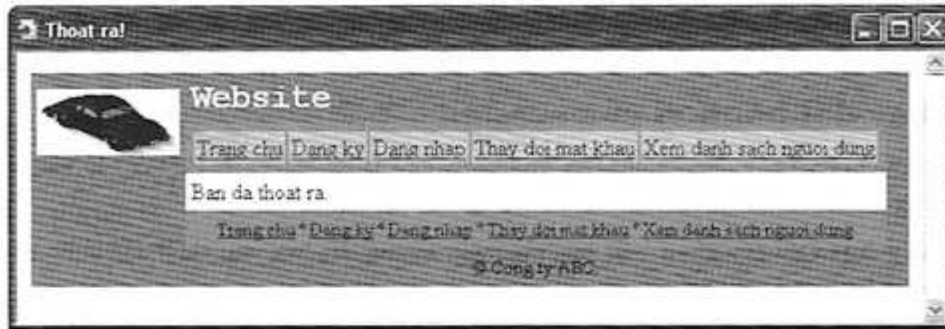 Thoat ra!
Website
Trang chu Dang ky Dang nhap Thay doi mat khau Xem danh sach nguoi dung
Ban da thoat ra.
Trang chu * Dang ky * Dang nhap * Thay doi mat khau * Xem danh sach nguoi dung
© Cong ty ABC